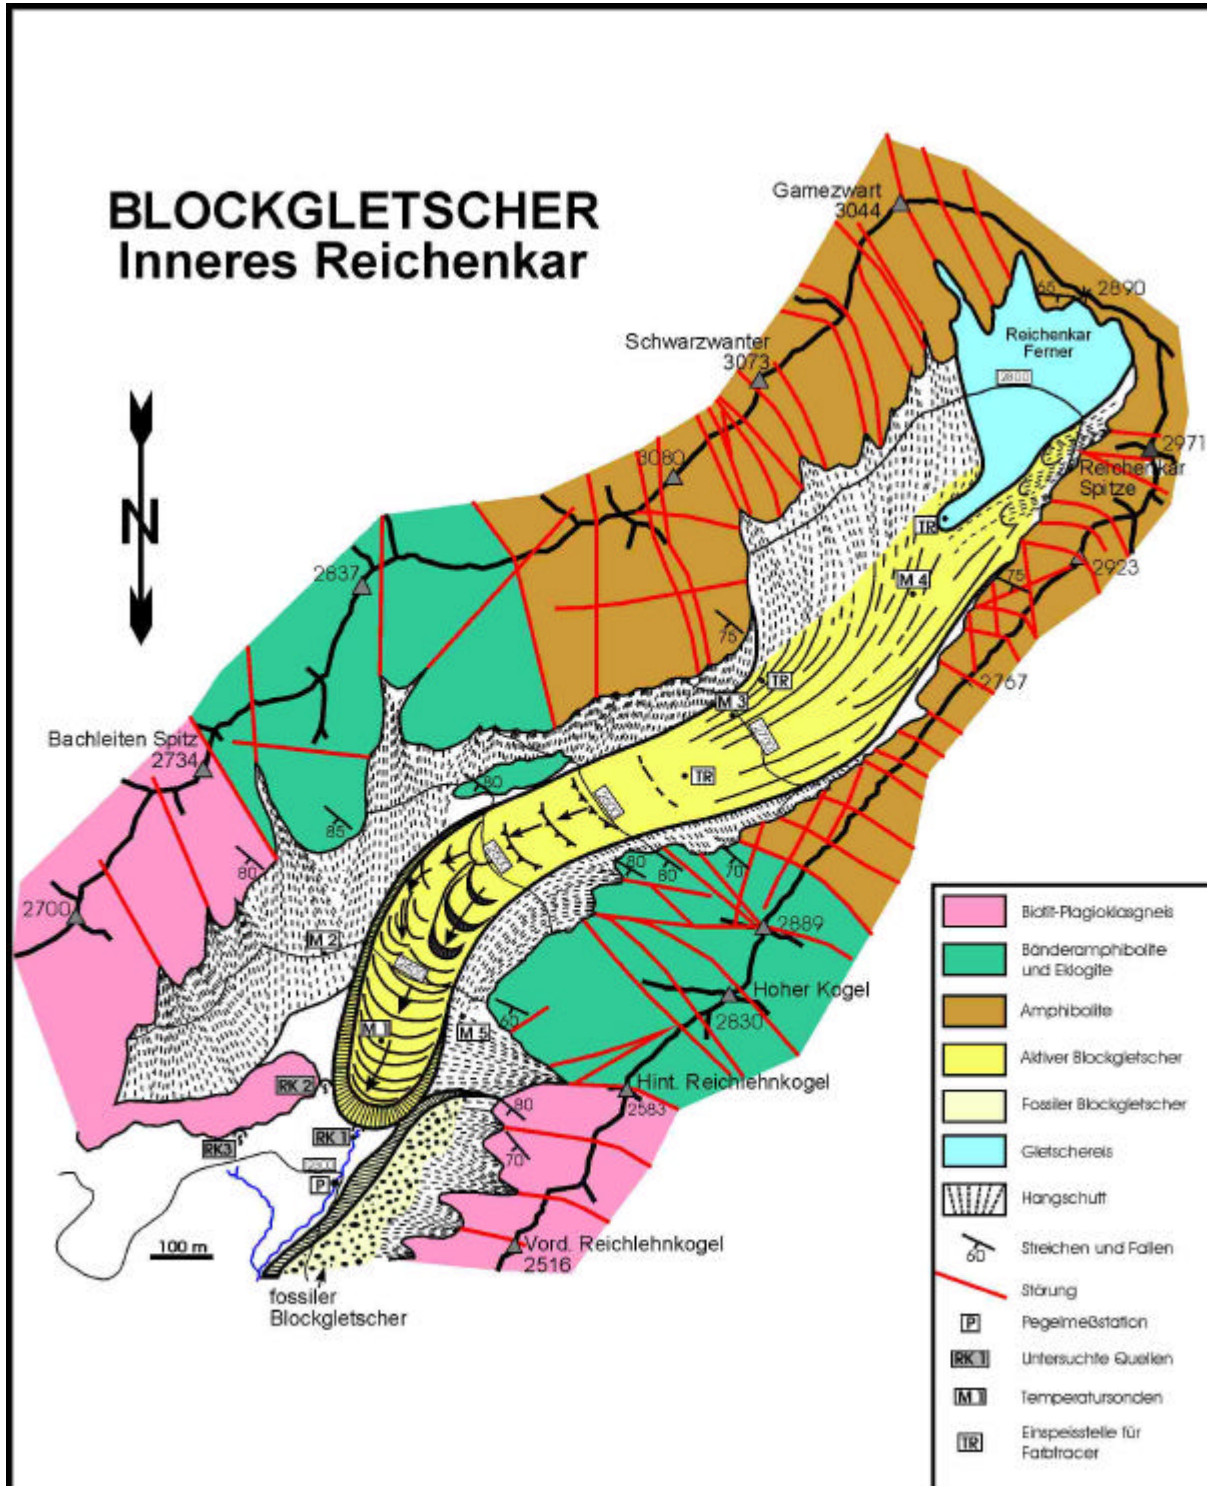 BLOCKGLETSCHER
Inneres Reichenkar
Gamezwart
3044
65
2890
Reichenkar
Ferner
2800
Schwarzwanter
3073
3080
2971
Reichenkar
Spitze
N
TR
M 4
75
2923
2837
75
2767
TR
M 3
2700
Bachleiten Spitz
2734
TR
80
85
80
80
80
70
2700
M 2
2889
Hoher Kogel
2830
M 1
M 5
65
RK 2
Hint. Reichlehnkogel
2583
80
RK3
RK 1
70
P
100 m
Vord. Reichlehnkogel
2516
fossiler
Blockgletscher
Biotit-Plagioklasgneis
Bänderamphibolite
und Eklogite
Amphibolite
Aktiver Blockgletscher
Fossiler Blockgletscher
Gletschereis
Hangschutt
60
Streichen und Fallen
Störung
P
Pegelmeßstation
RK 1
Untersuchte Quellen
M 1
Temperatursonden
TR
Einspeisstelle für
Farbtracer